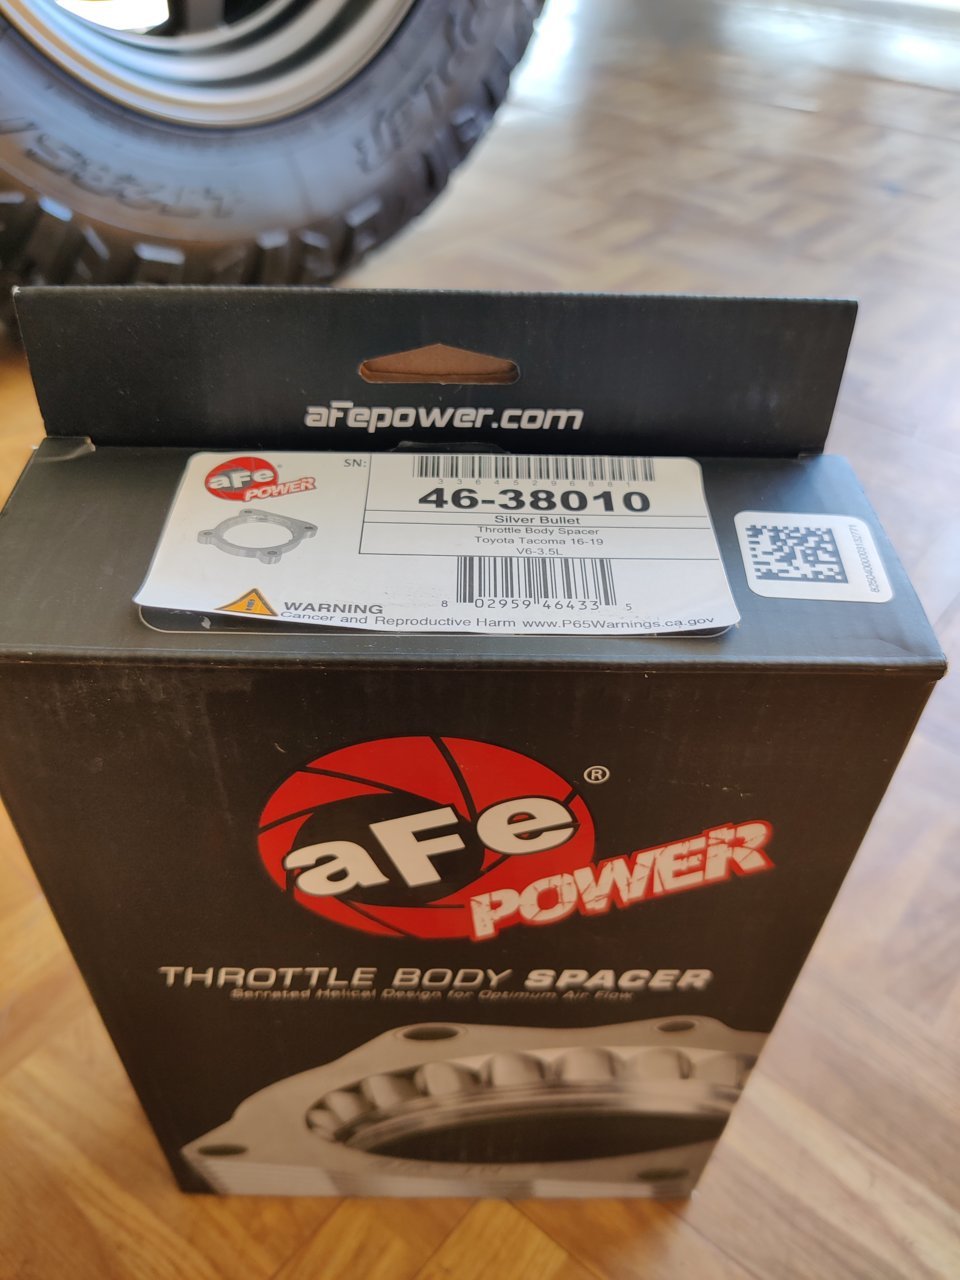 aFepower.com
aFe
POWER
SN:
46-38010
Silver Bullet
Throttle Body Spacer
Toyota Tacoma 16-19
V6-3.5L
8 02959 46433 5
WARNING
Cancer and Reproductive Harm www.P65Warnings.ca.gov
aFe®
POWER
THROTTLE BODY SPACER
Serrated Helical Design for Optimum Air Flow